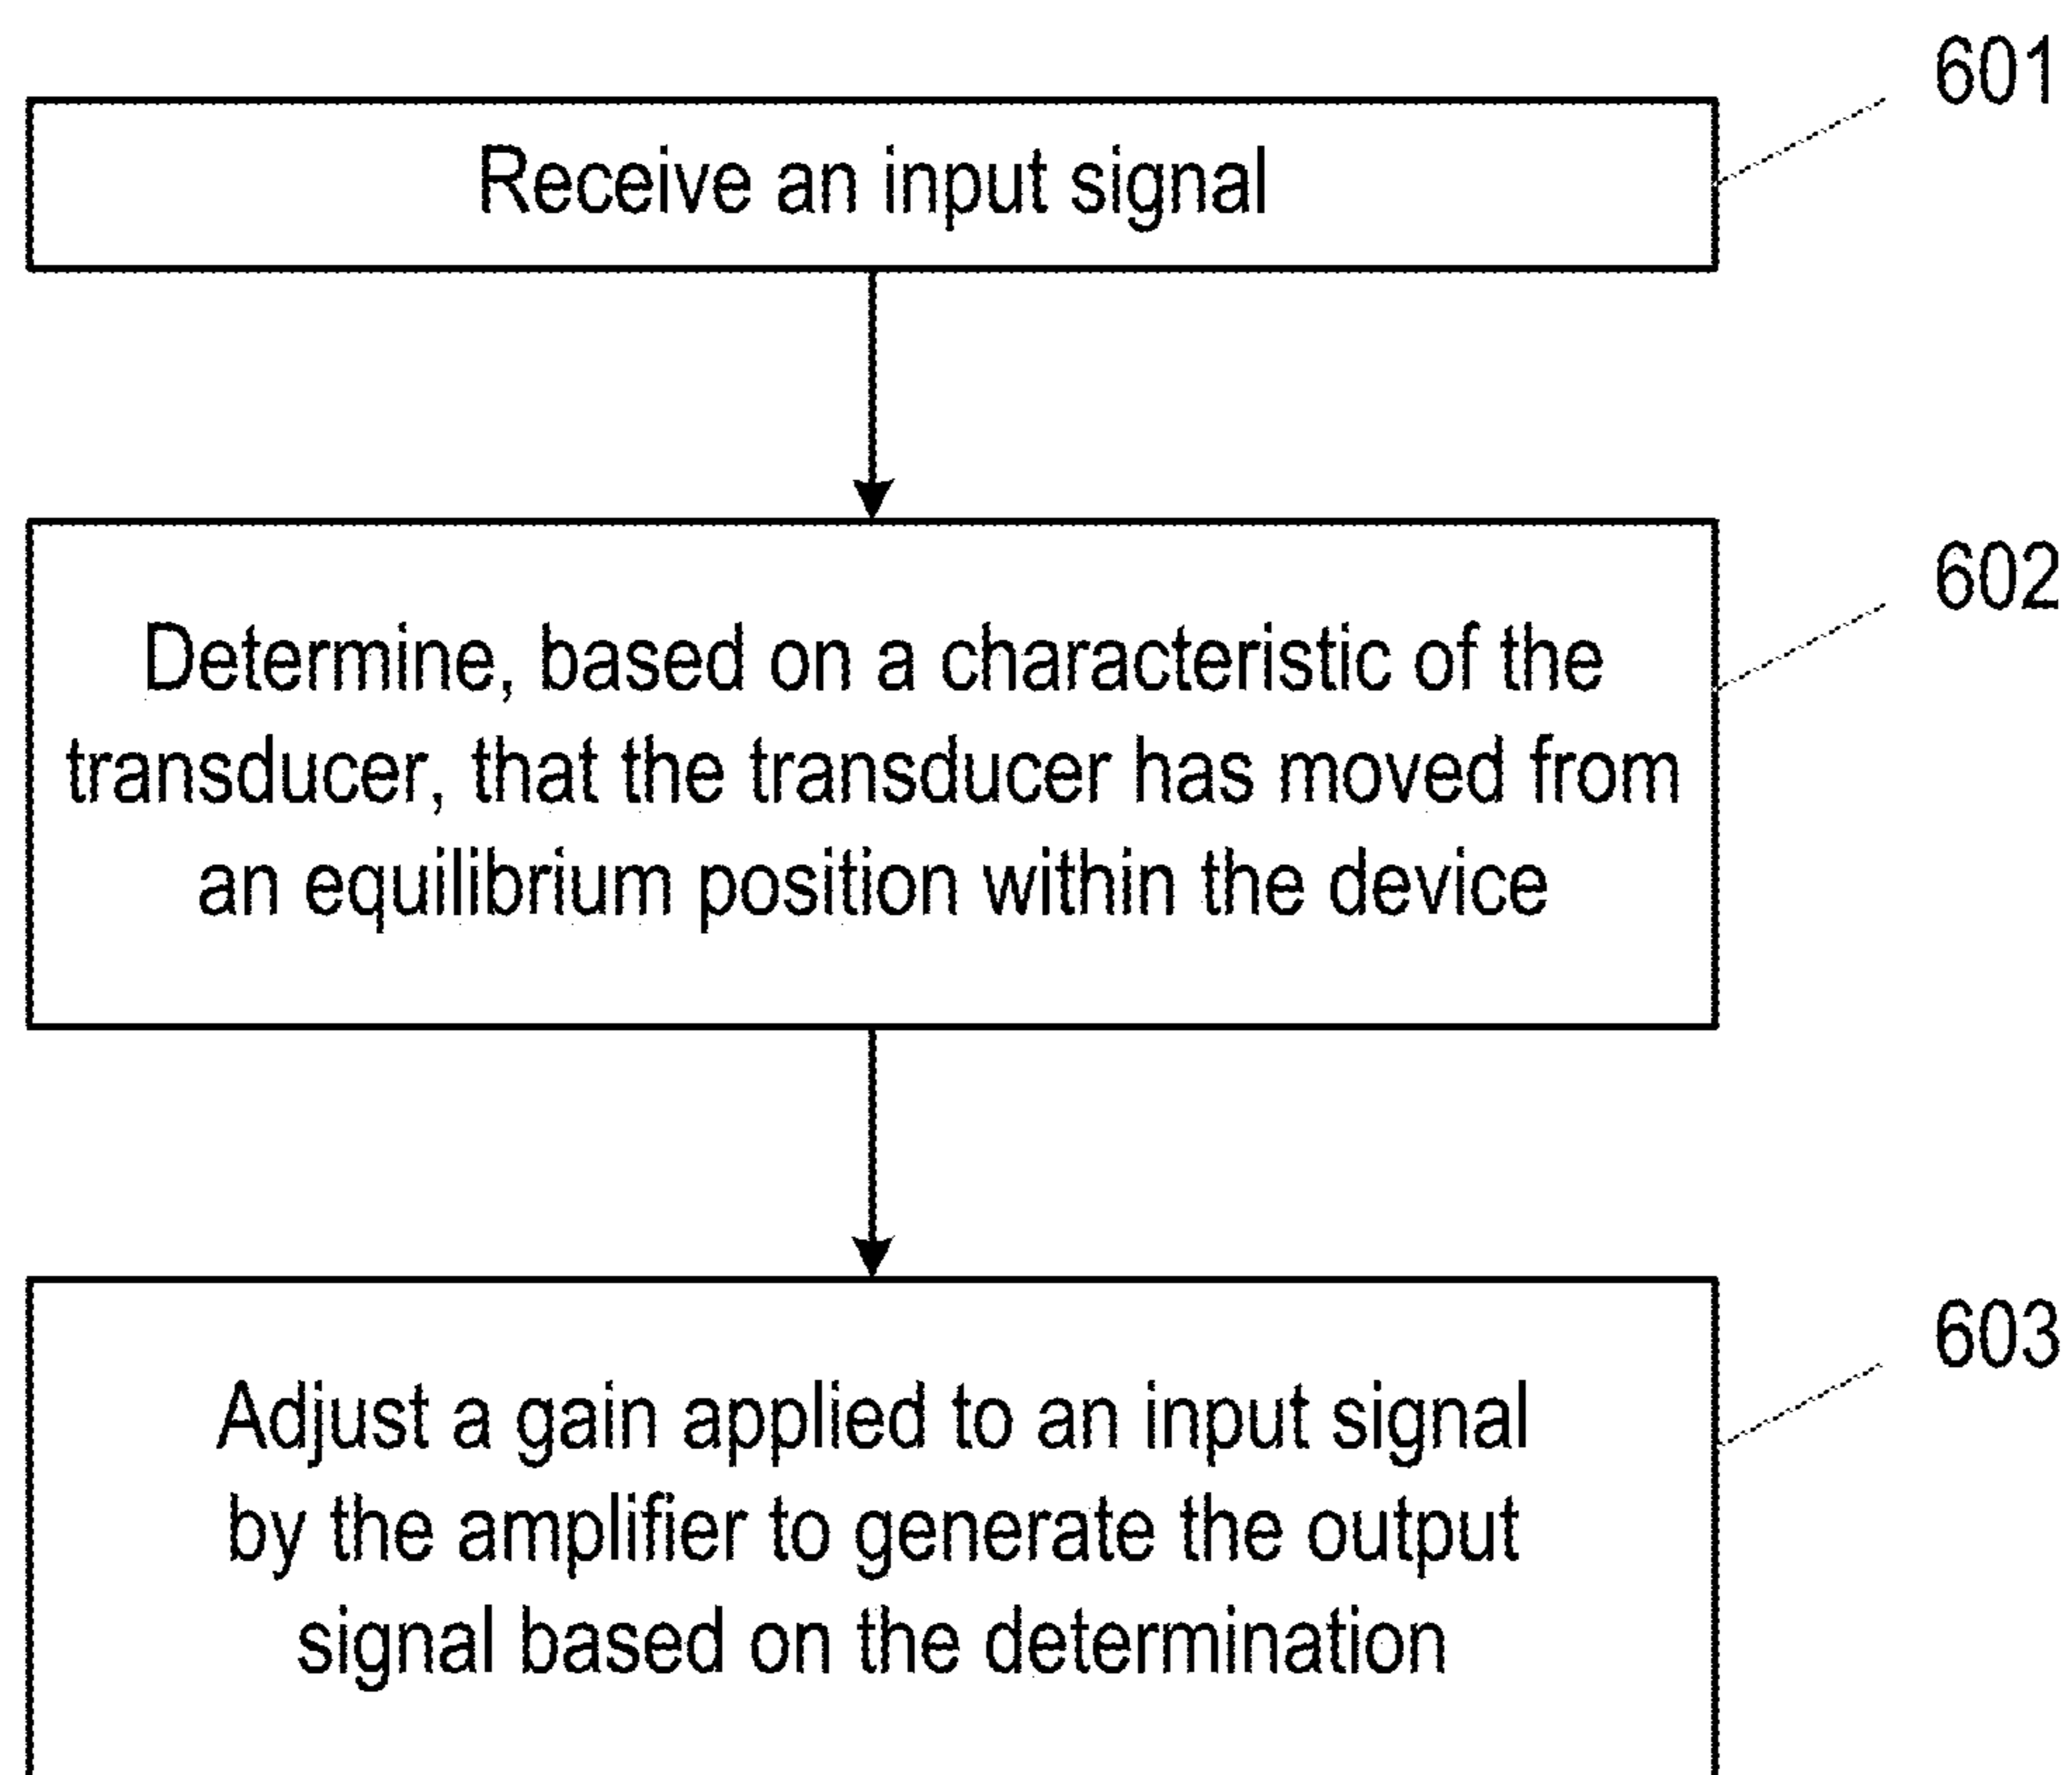 601
Receive an input signal
602
Determine, based on a characteristic of the
transducer, that the transducer has moved from
an equilibrium position within the device
603
Adjust a gain applied to an input signal
by the amplifier to generate the output
signal based on the determination